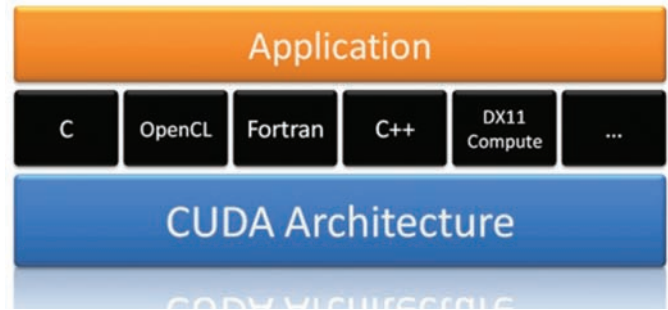 Application
C OpenCL Fortran C++ DX11 Compute ...
CUDA Architecture